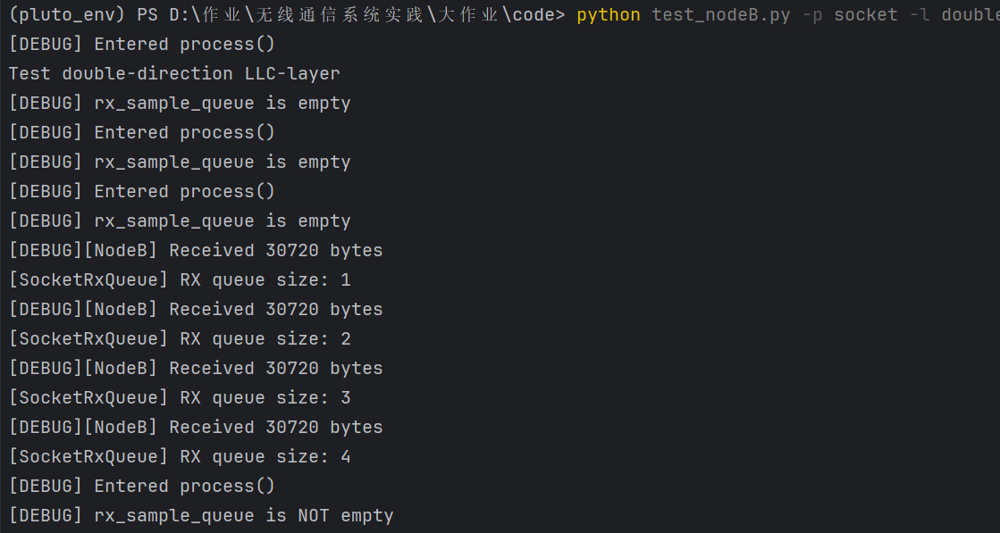 (pluto_env) PS D:\作业\无线通信系统实践\大作业\code> python test_nodeB.py -p socket -l double
[DEBUG] Entered process()
Test double-direction LLC-layer
[DEBUG] rx_sample_queue is empty
[DEBUG] Entered process()
[DEBUG] rx_sample_queue is empty
[DEBUG] Entered process()
[DEBUG] rx_sample_queue is empty
[DEBUG][NodeB] Received 30720 bytes
[SocketRxQueue] RX queue size: 1
[DEBUG][NodeB] Received 30720 bytes
[SocketRxQueue] RX queue size: 2
[DEBUG][NodeB] Received 30720 bytes
[SocketRxQueue] RX queue size: 3
[DEBUG][NodeB] Received 30720 bytes
[SocketRxQueue] RX queue size: 4
[DEBUG] Entered process()
[DEBUG] rx_sample_queue is NOT empty